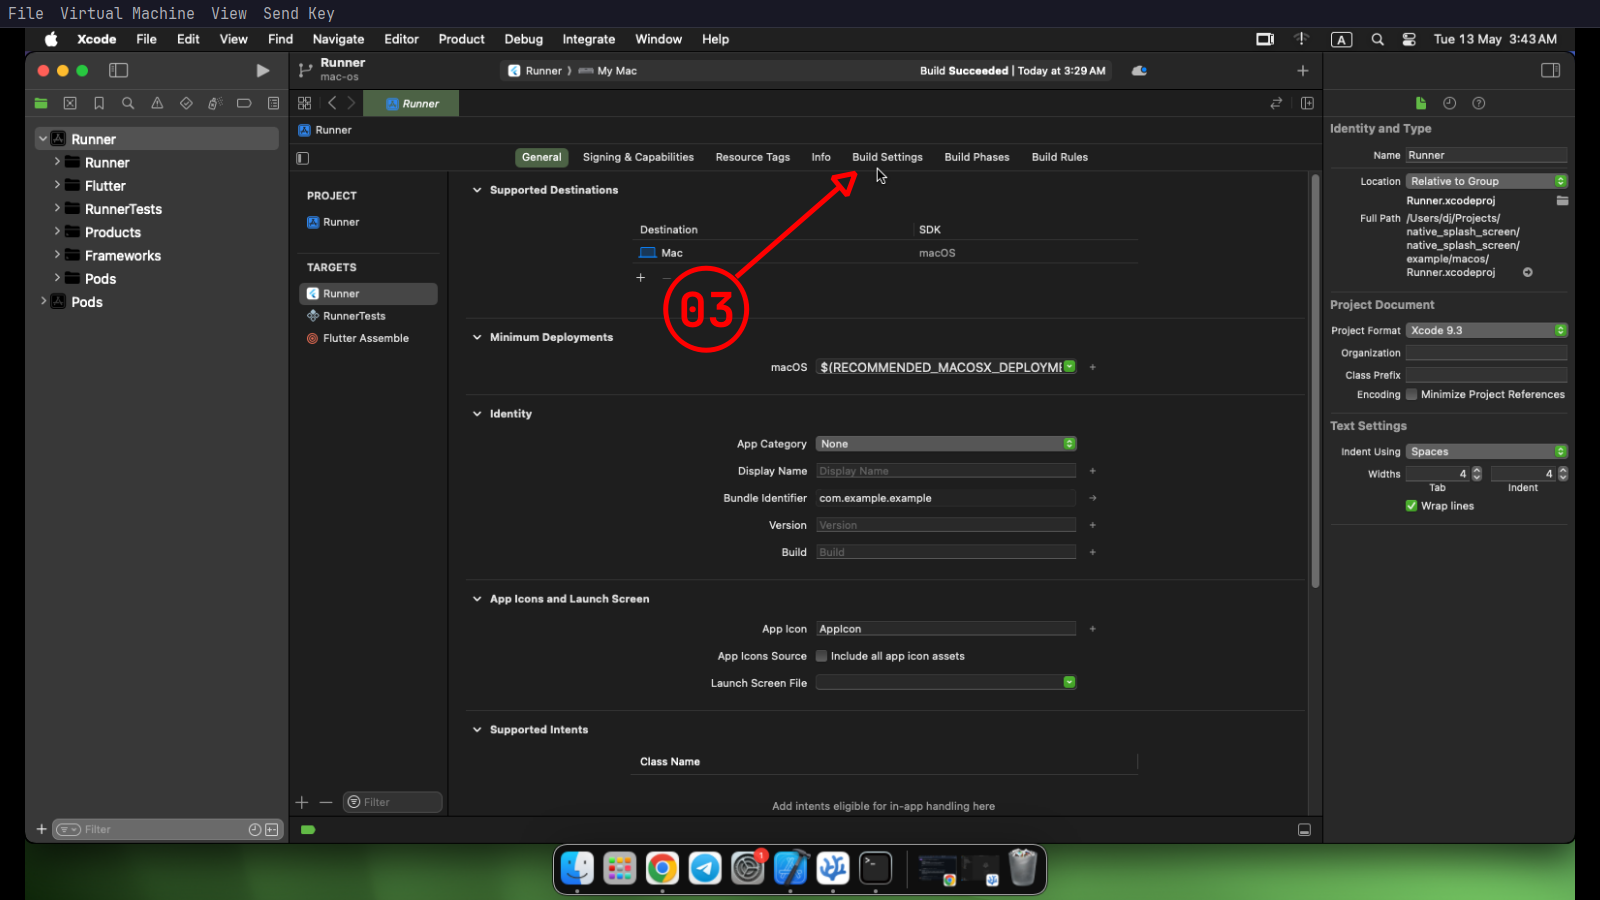 File Virtual Machine View Send Key
Xcode File Edit View Find Navigate Editor Product Debug Integrate Window Help
A Tue 13 May 3:43 AM
Runner
mac-os
Runner My Mac
Build Succeeded | Today at 3:29 AM
Runner
Runner
General Signing & Capabilities Resource Tags Info Build Settings Build Phases Build Rules
Runner
Runner
Flutter
RunnerTests
Products
Frameworks
Pods
Pods
Filter
PROJECT
Runner
TARGETS
Runner
RunnerTests
Flutter Assemble
Filter
Supported Destinations
Destination SDK
Mac macOS
03
Minimum Deployments
macOS $(RECOMMENDED_MACOSX_DEPLOYME
Identity
App Category None
Display Name Display Name
Bundle Identifier com.example.example
Version Version
Build Build
App Icons and Launch Screen
App Icon AppIcon
App Icons Source Include all app icon assets
Launch Screen File
Supported Intents
Class Name
Add intents eligible for in-app handling here
Identity and Type
Name Runner
Location Relative to Group
Runner.xcodeproj
Full Path /Users/dj/Projects/
native_splash_screen/
native_splash_screen/
example/macos/
Runner.xcodeproj
Project Document
Project Format Xcode 9.3
Organization
Class Prefix
Encoding Minimize Project References
Text Settings
Indent Using Spaces
Widths 4 4
Tab Indent
Wrap lines
1